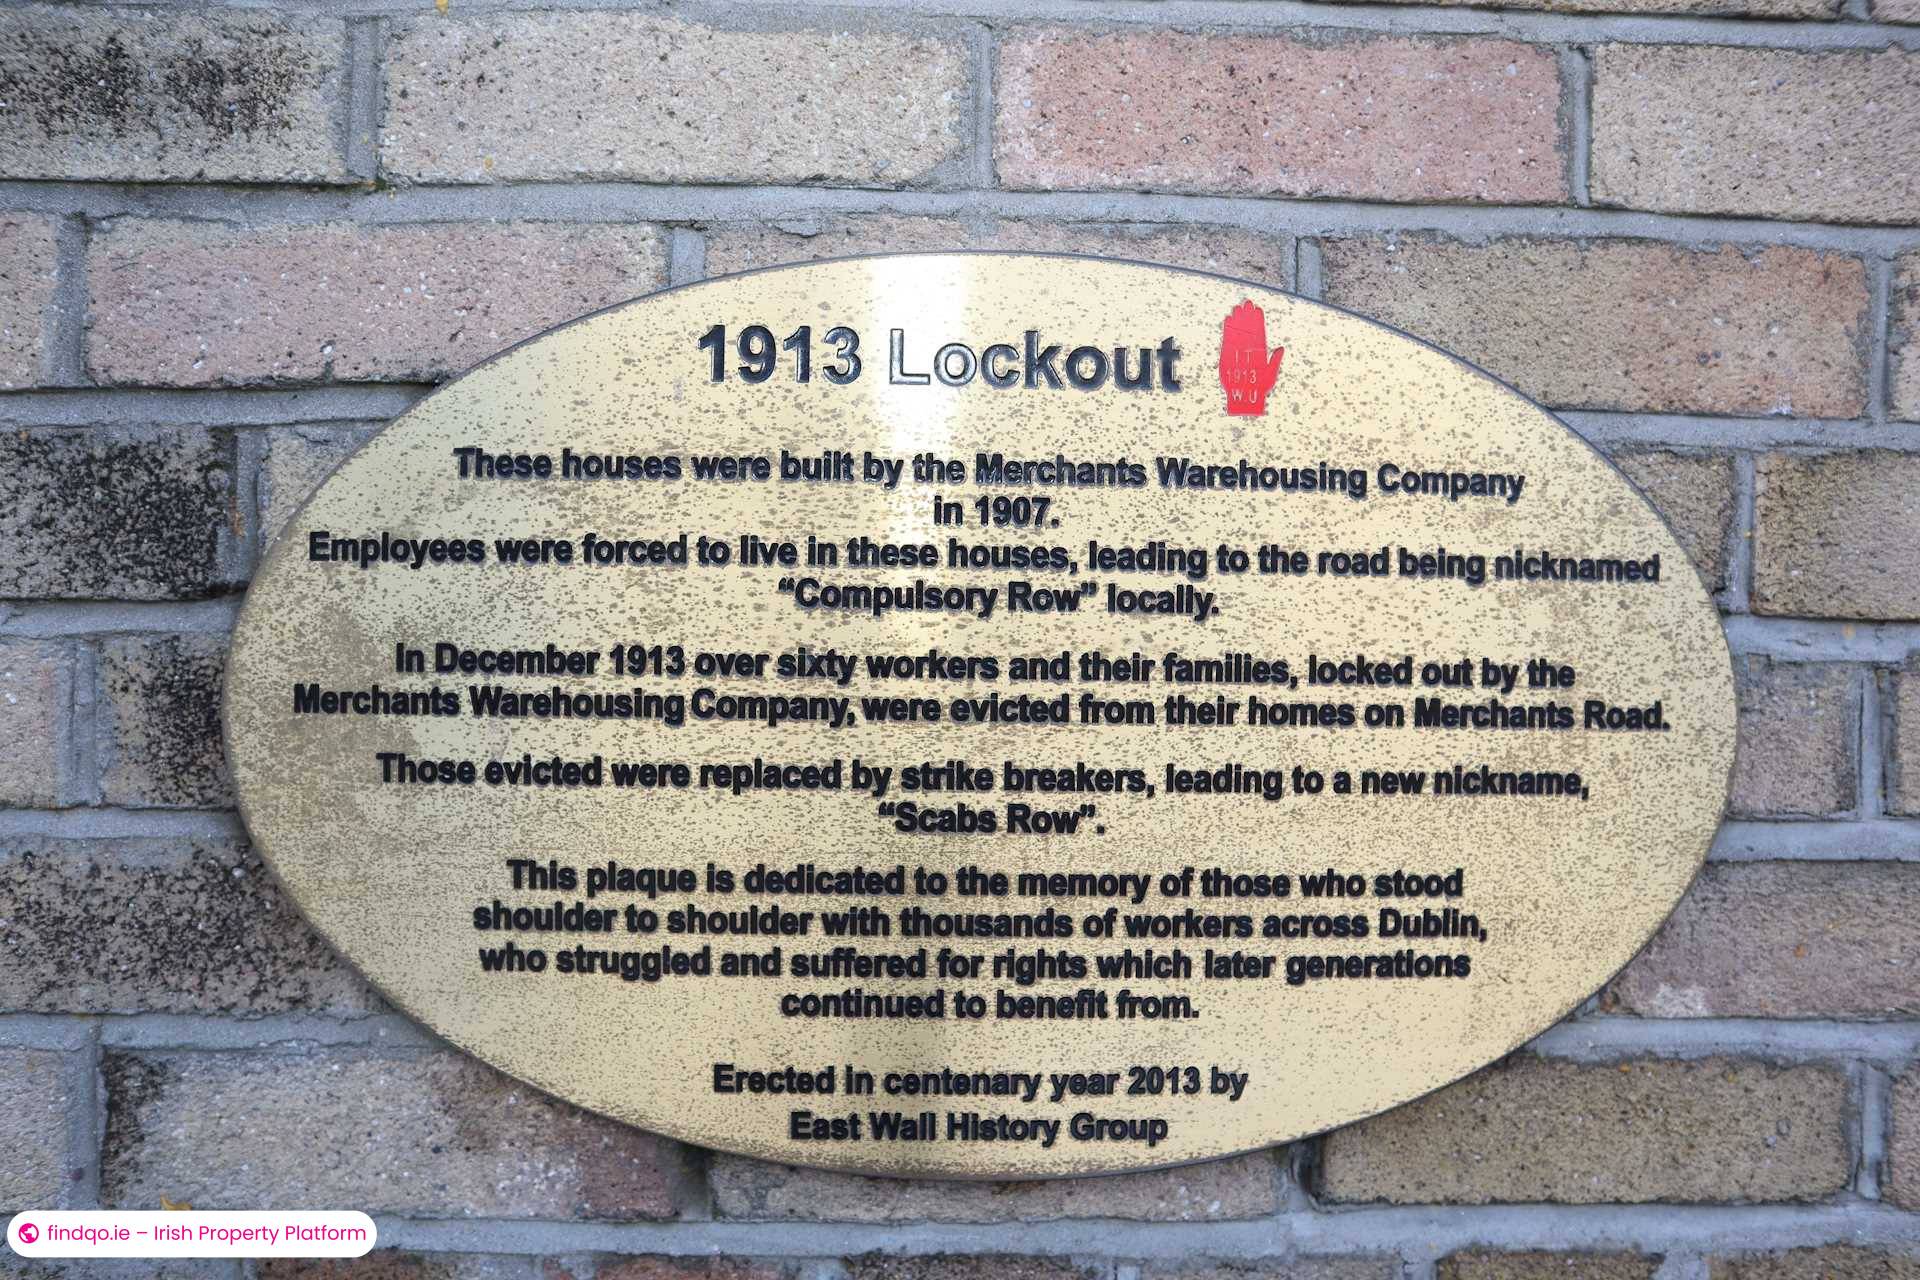 1913 Lockout
I T
1913
W.U
These houses were built by the Merchants Warehousing Company
in 1907.
Employees were forced to live in these houses, leading to the road being nicknamed
“Compulsory Row” locally.
In December 1913 over sixty workers and their families, locked out by the
Merchants Warehousing Company, were evicted from their homes on Merchants Road.
Those evicted were replaced by strike breakers, leading to a new nickname,
“Scabs Row”.
This plaque is dedicated to the memory of those who stood
shoulder to shoulder with thousands of workers across Dublin,
who struggled and suffered for rights which later generations
continued to benefit from.
Erected in centenary year 2013 by
East Wall History Group
findqo.ie – Irish Property Platform